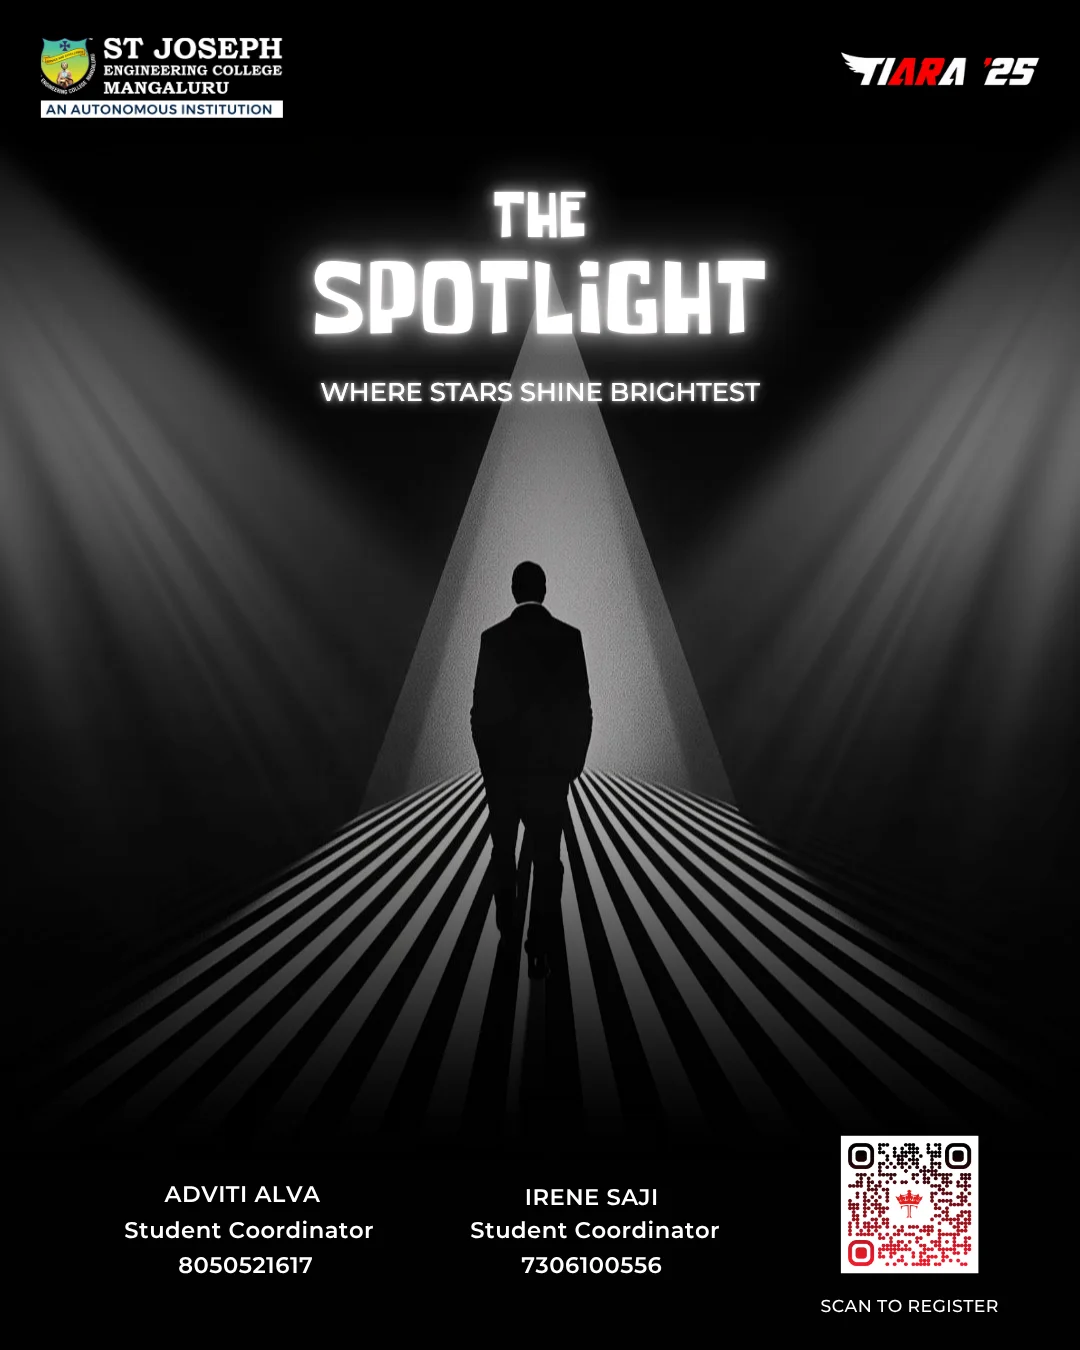 ST JOSEPH
ENGINEERING COLLEGE
MANGALURU
AN AUTONOMOUS INSTITUTION
TIARA '25
THE
SPOTLiGHT
WHERE STARS SHINE BRIGHTEST
ADVITI ALVA
Student Coordinator
8050521617
IRENE SAJI
Student Coordinator
7306100556
SCAN TO REGISTER